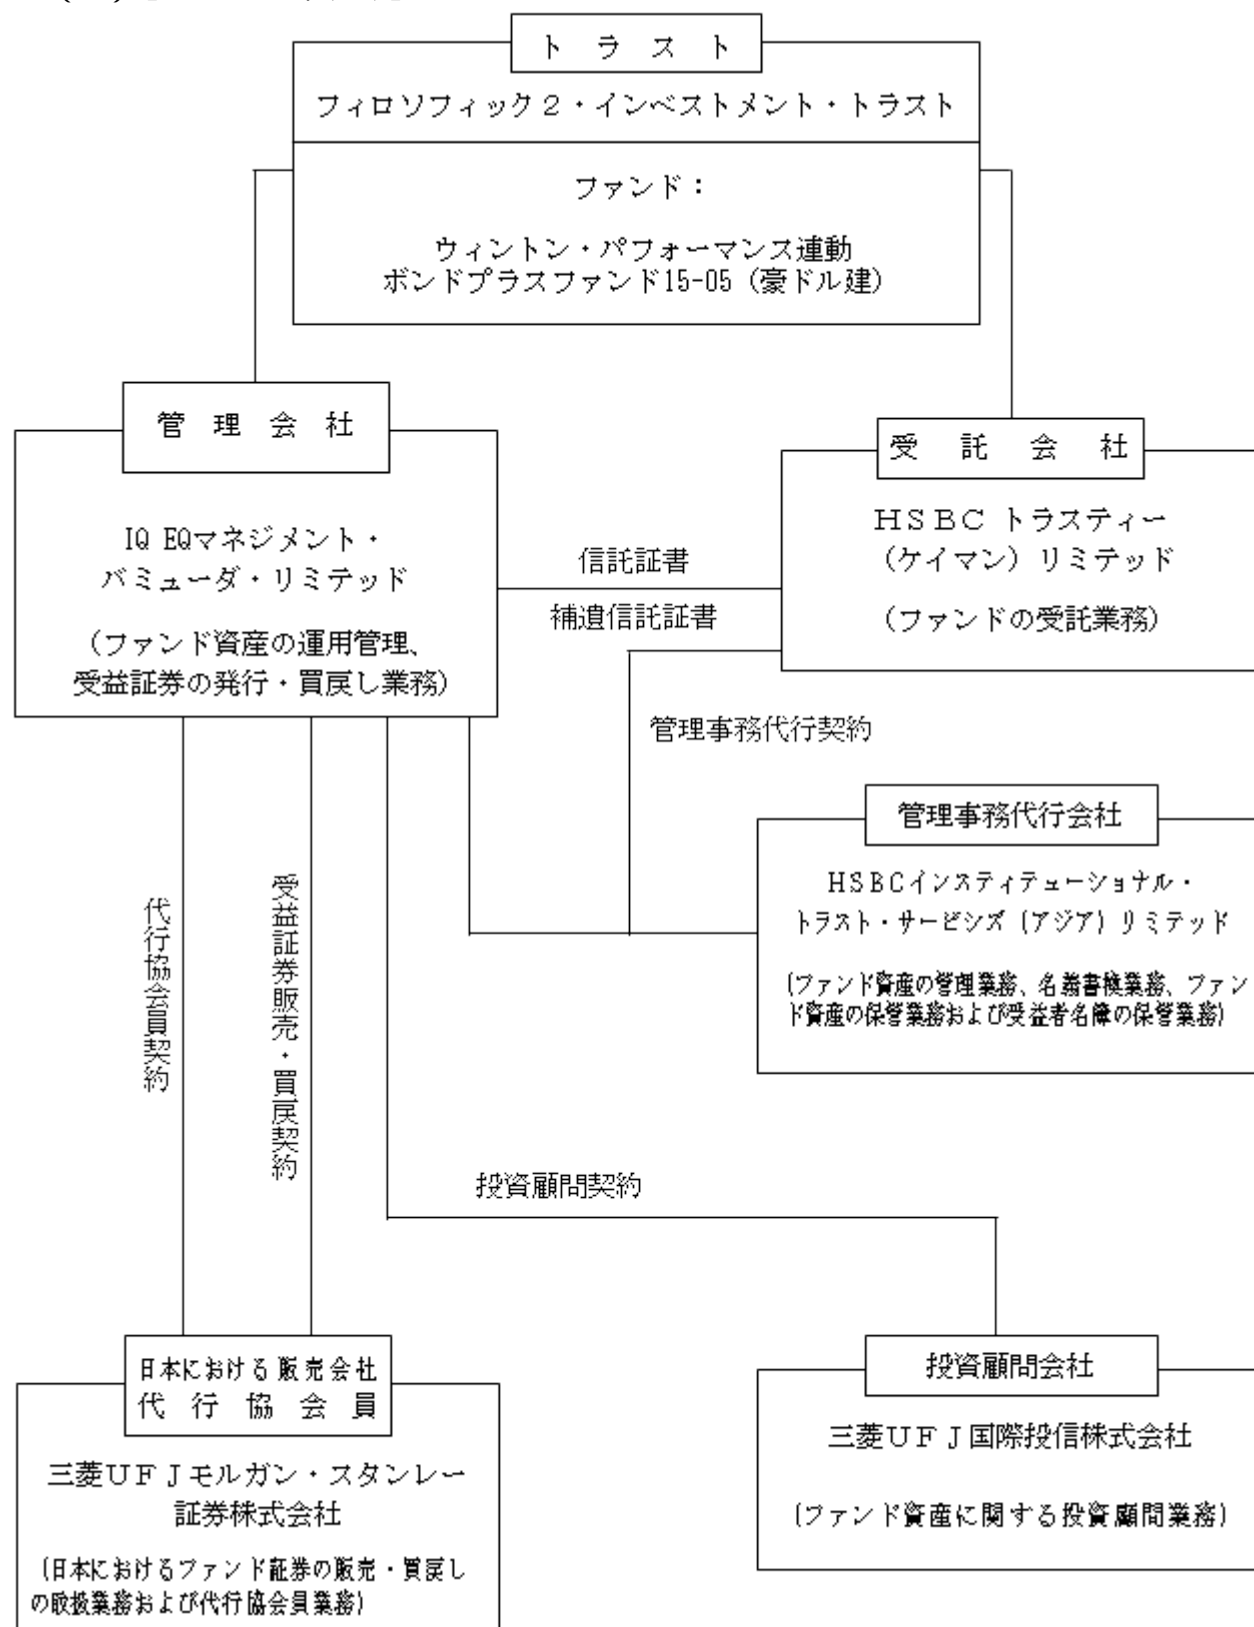 ト ラ ス ト
フィロソフィック２・インベストメント・トラスト
ファンド：
ウィントン・パフォーマンス連動
ボンドプラスファンド15-05（豪ドル建）
管 理 会 社
IQ EQマネジメント・
バミューダ・リミテッド
（ファンド資産の運用管理、
受益証券の発行・買戻し業務）
受 託 会 社
ＨＳＢＣ トラスティー
（ケイマン）リミテッド
（ファンドの受託業務）
信託証書
補遺信託証書
管理事務代行契約
管理事務代行会社
ＨＳＢＣインスティテューショナル・
トラスト・サービシズ（アジア）リミテッド
（ファンド資産の管理業務、名義書換業務、ファン
ド資産の保管業務および受益者名簿の保管業務）
代行協会員契約
受益証券販売・買戻契約
投資顧問契約
日本における販売会社
代 行 協 会 員
三菱ＵＦＪモルガン・スタンレー
証券株式会社
（日本におけるファンド証券の販売・買戻し
の取扱業務および代行協会員業務）
投資顧問会社
三菱ＵＦＪ国際投信株式会社
（ファンド資産に関する投資顧問業務）